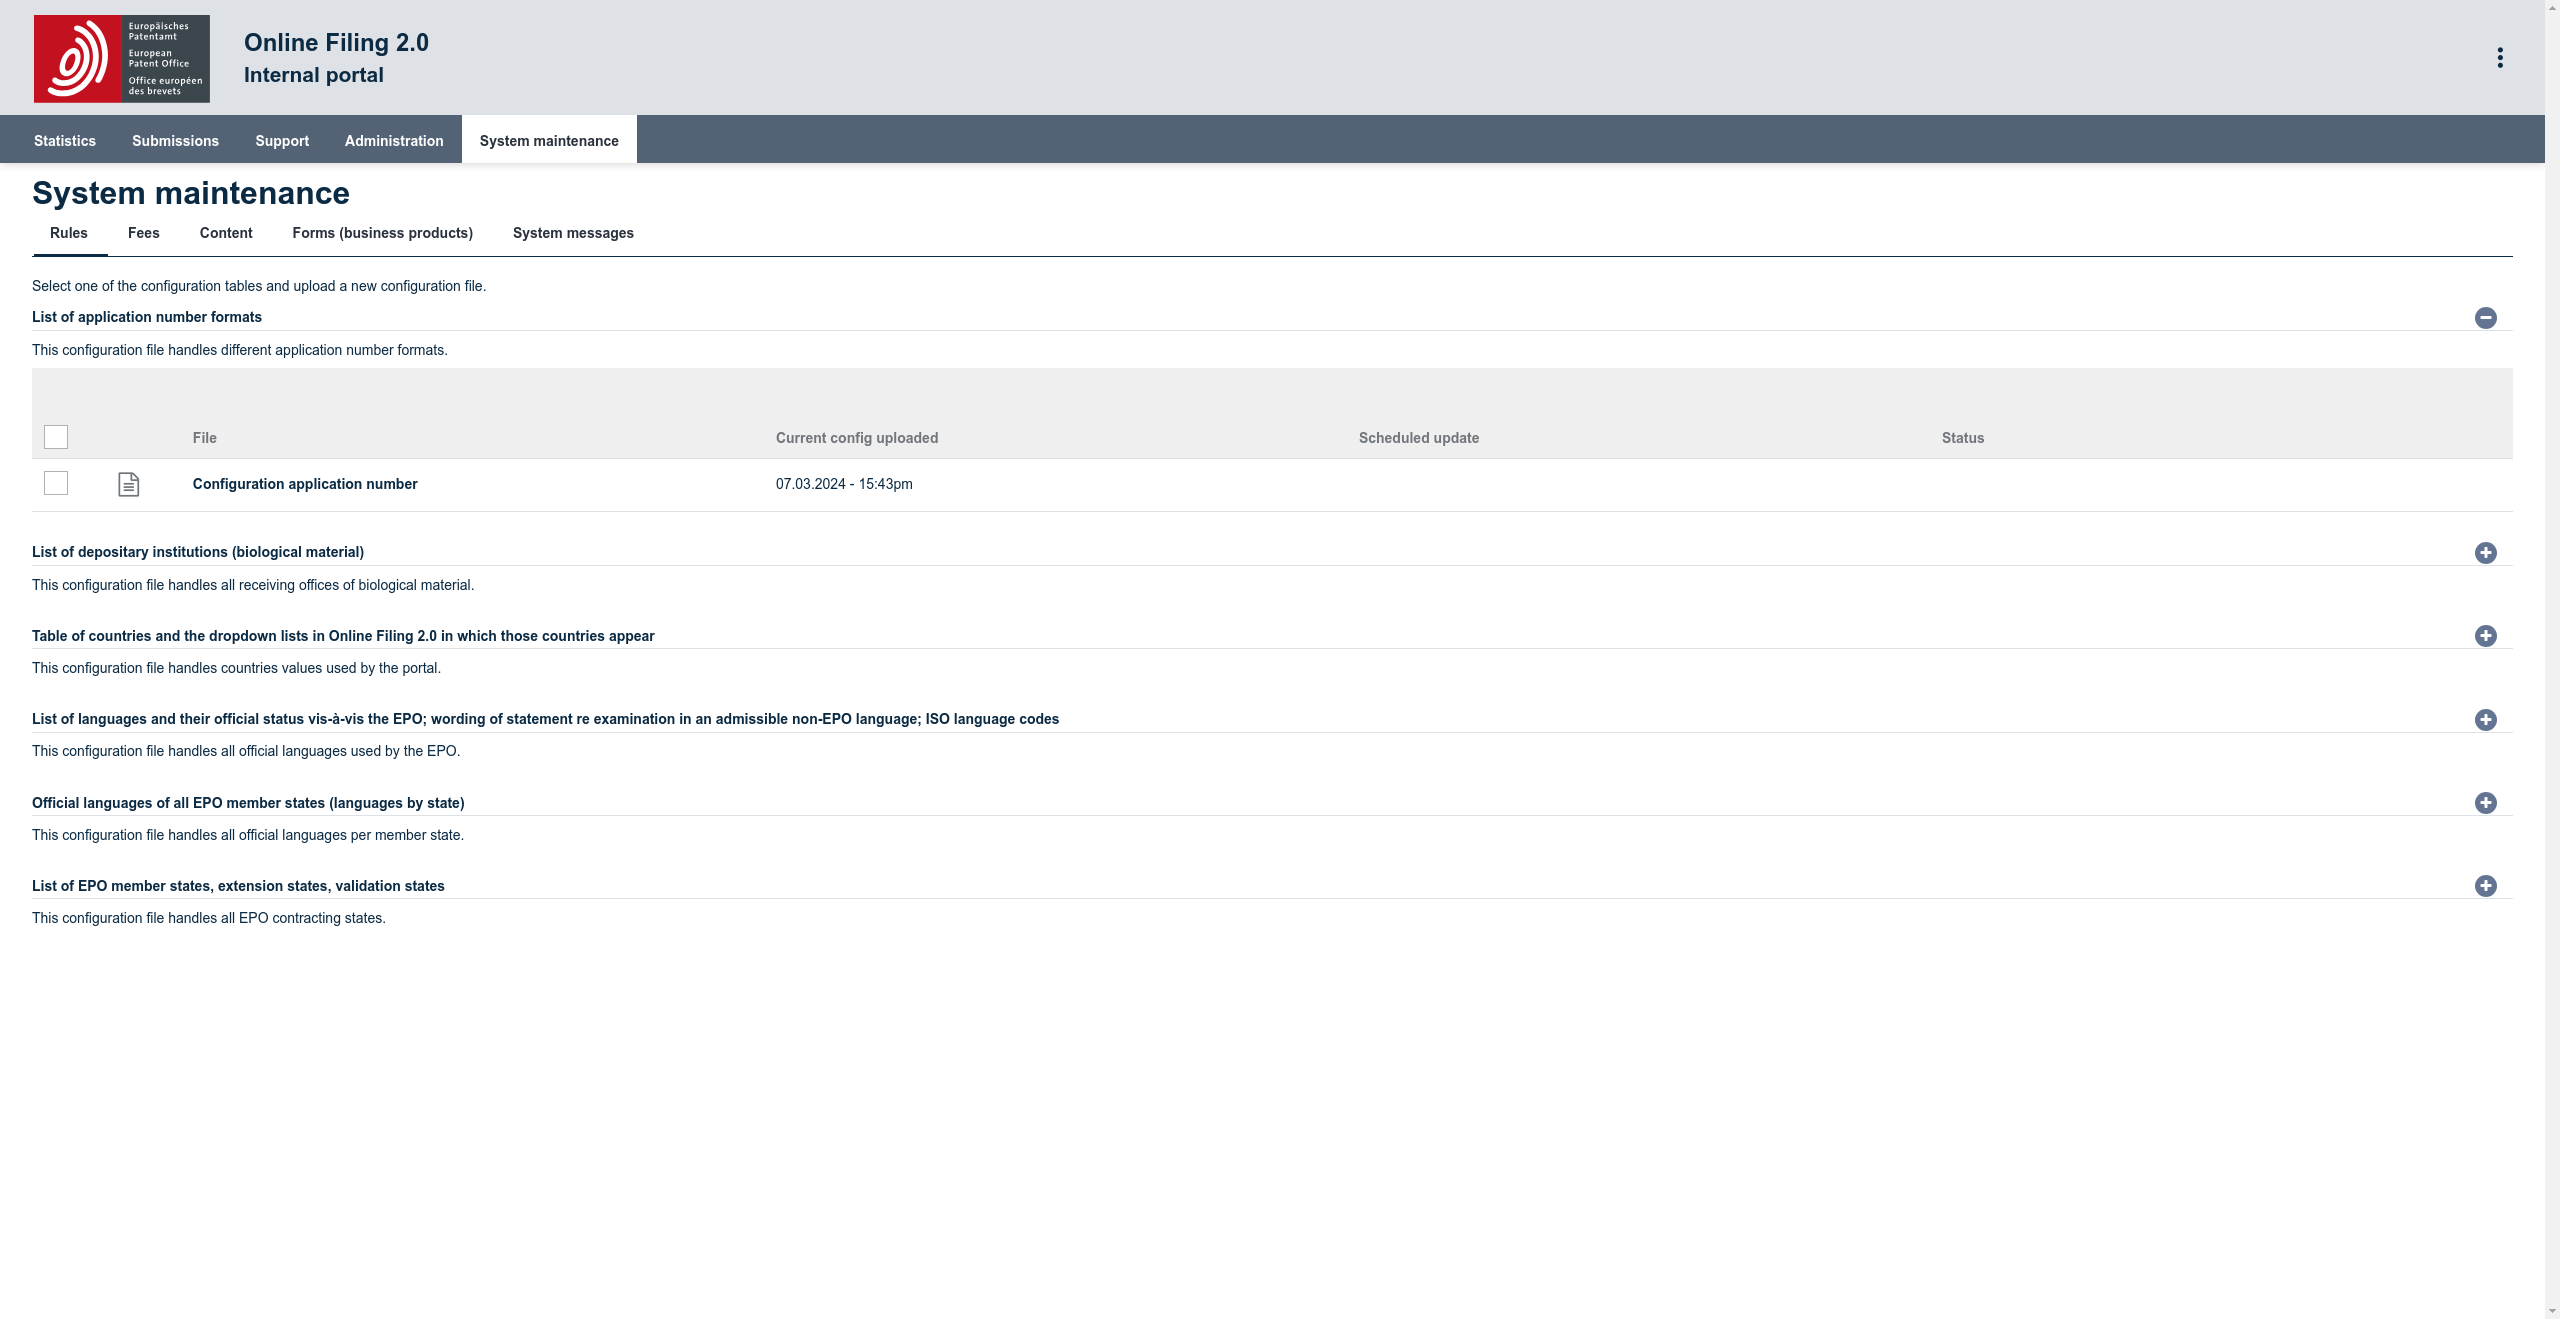 Europäisches
Patentamt
European
Patent Office
Office européen
des brevets
Online Filing 2.0
Internal portal
Statistics Submissions Support Administration System maintenance
System maintenance
Rules Fees Content Forms (business products) System messages
Select one of the configuration tables and upload a new configuration file.
List of application number formats
This configuration file handles different application number formats.
File Current config uploaded Scheduled update Status
Configuration application number 07.03.2024 - 15:43pm
List of depositary institutions (biological material)
This configuration file handles all receiving offices of biological material.
Table of countries and the dropdown lists in Online Filing 2.0 in which those countries appear
This configuration file handles countries values used by the portal.
List of languages and their official status vis-à-vis the EPO; wording of statement re examination in an admissible non-EPO language; ISO language codes
This configuration file handles all official languages used by the EPO.
Official languages of all EPO member states (languages by state)
This configuration file handles all official languages per member state.
List of EPO member states, extension states, validation states
This configuration file handles all EPO contracting states.